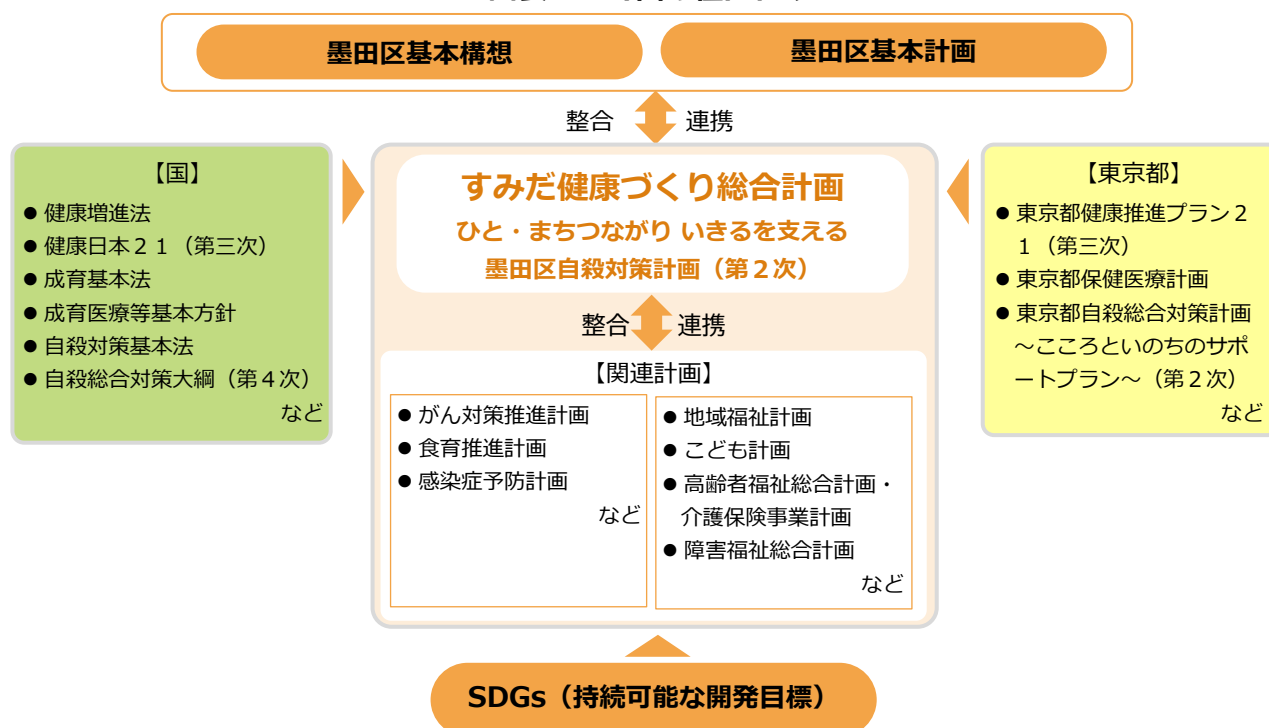 墨田区基本構想
墨田区基本計画
整合
連携
【国】
● 健康増進法
● 健康日本２１（第三次）
● 成育基本法
● 成育医療等基本方針
● 自殺対策基本法
● 自殺総合対策大綱（第４次）
など
すみだ健康づくり総合計画
ひと・まちつながり いきるを支える
墨田区自殺対策計画（第２次）
整合
連携
【関連計画】
● がん対策推進計画
● 食育推進計画
● 感染症予防計画
など
● 地域福祉計画
● こども計画
● 高齢者福祉総合計画・
介護保険事業計画
● 障害福祉総合計画
など
【東京都】
● 東京都健康推進プラン２
１（第三次）
● 東京都保健医療計画
● 東京都自殺総合対策計画
～こころといのちのサポ
ートプラン～（第２次）
など
SDGs（持続可能な開発目標）